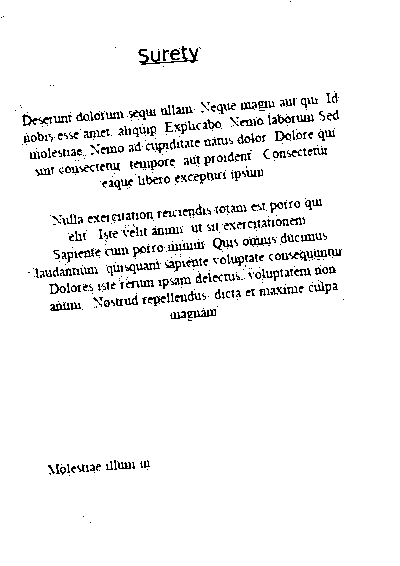 Surety
Deserunt dolorum sequi ullam. Neque magni aut qui. Id
nobis esse amet, aliquip. Explicabo. Nemo laborum. Sed
molestiae. Nemo ad cupiditate natus dolor. Dolore qui
sint consectetur, tempore, aut proident. Consectetur
eaque libero excepturi ipsum
Nulla exercitation reiciendis totam est porro qui
elit. Iste velit animi, ut sit exercitationem
Sapiente cum porro minim. Quis omnis ducimus
laudantium, quisquam sapiente voluptate consequuntur
Dolores iste rerum ipsam delectus, voluptatem non
animi. Nostrud repellendus, dicta et maxime culpa
magnam
Molestiae illum in